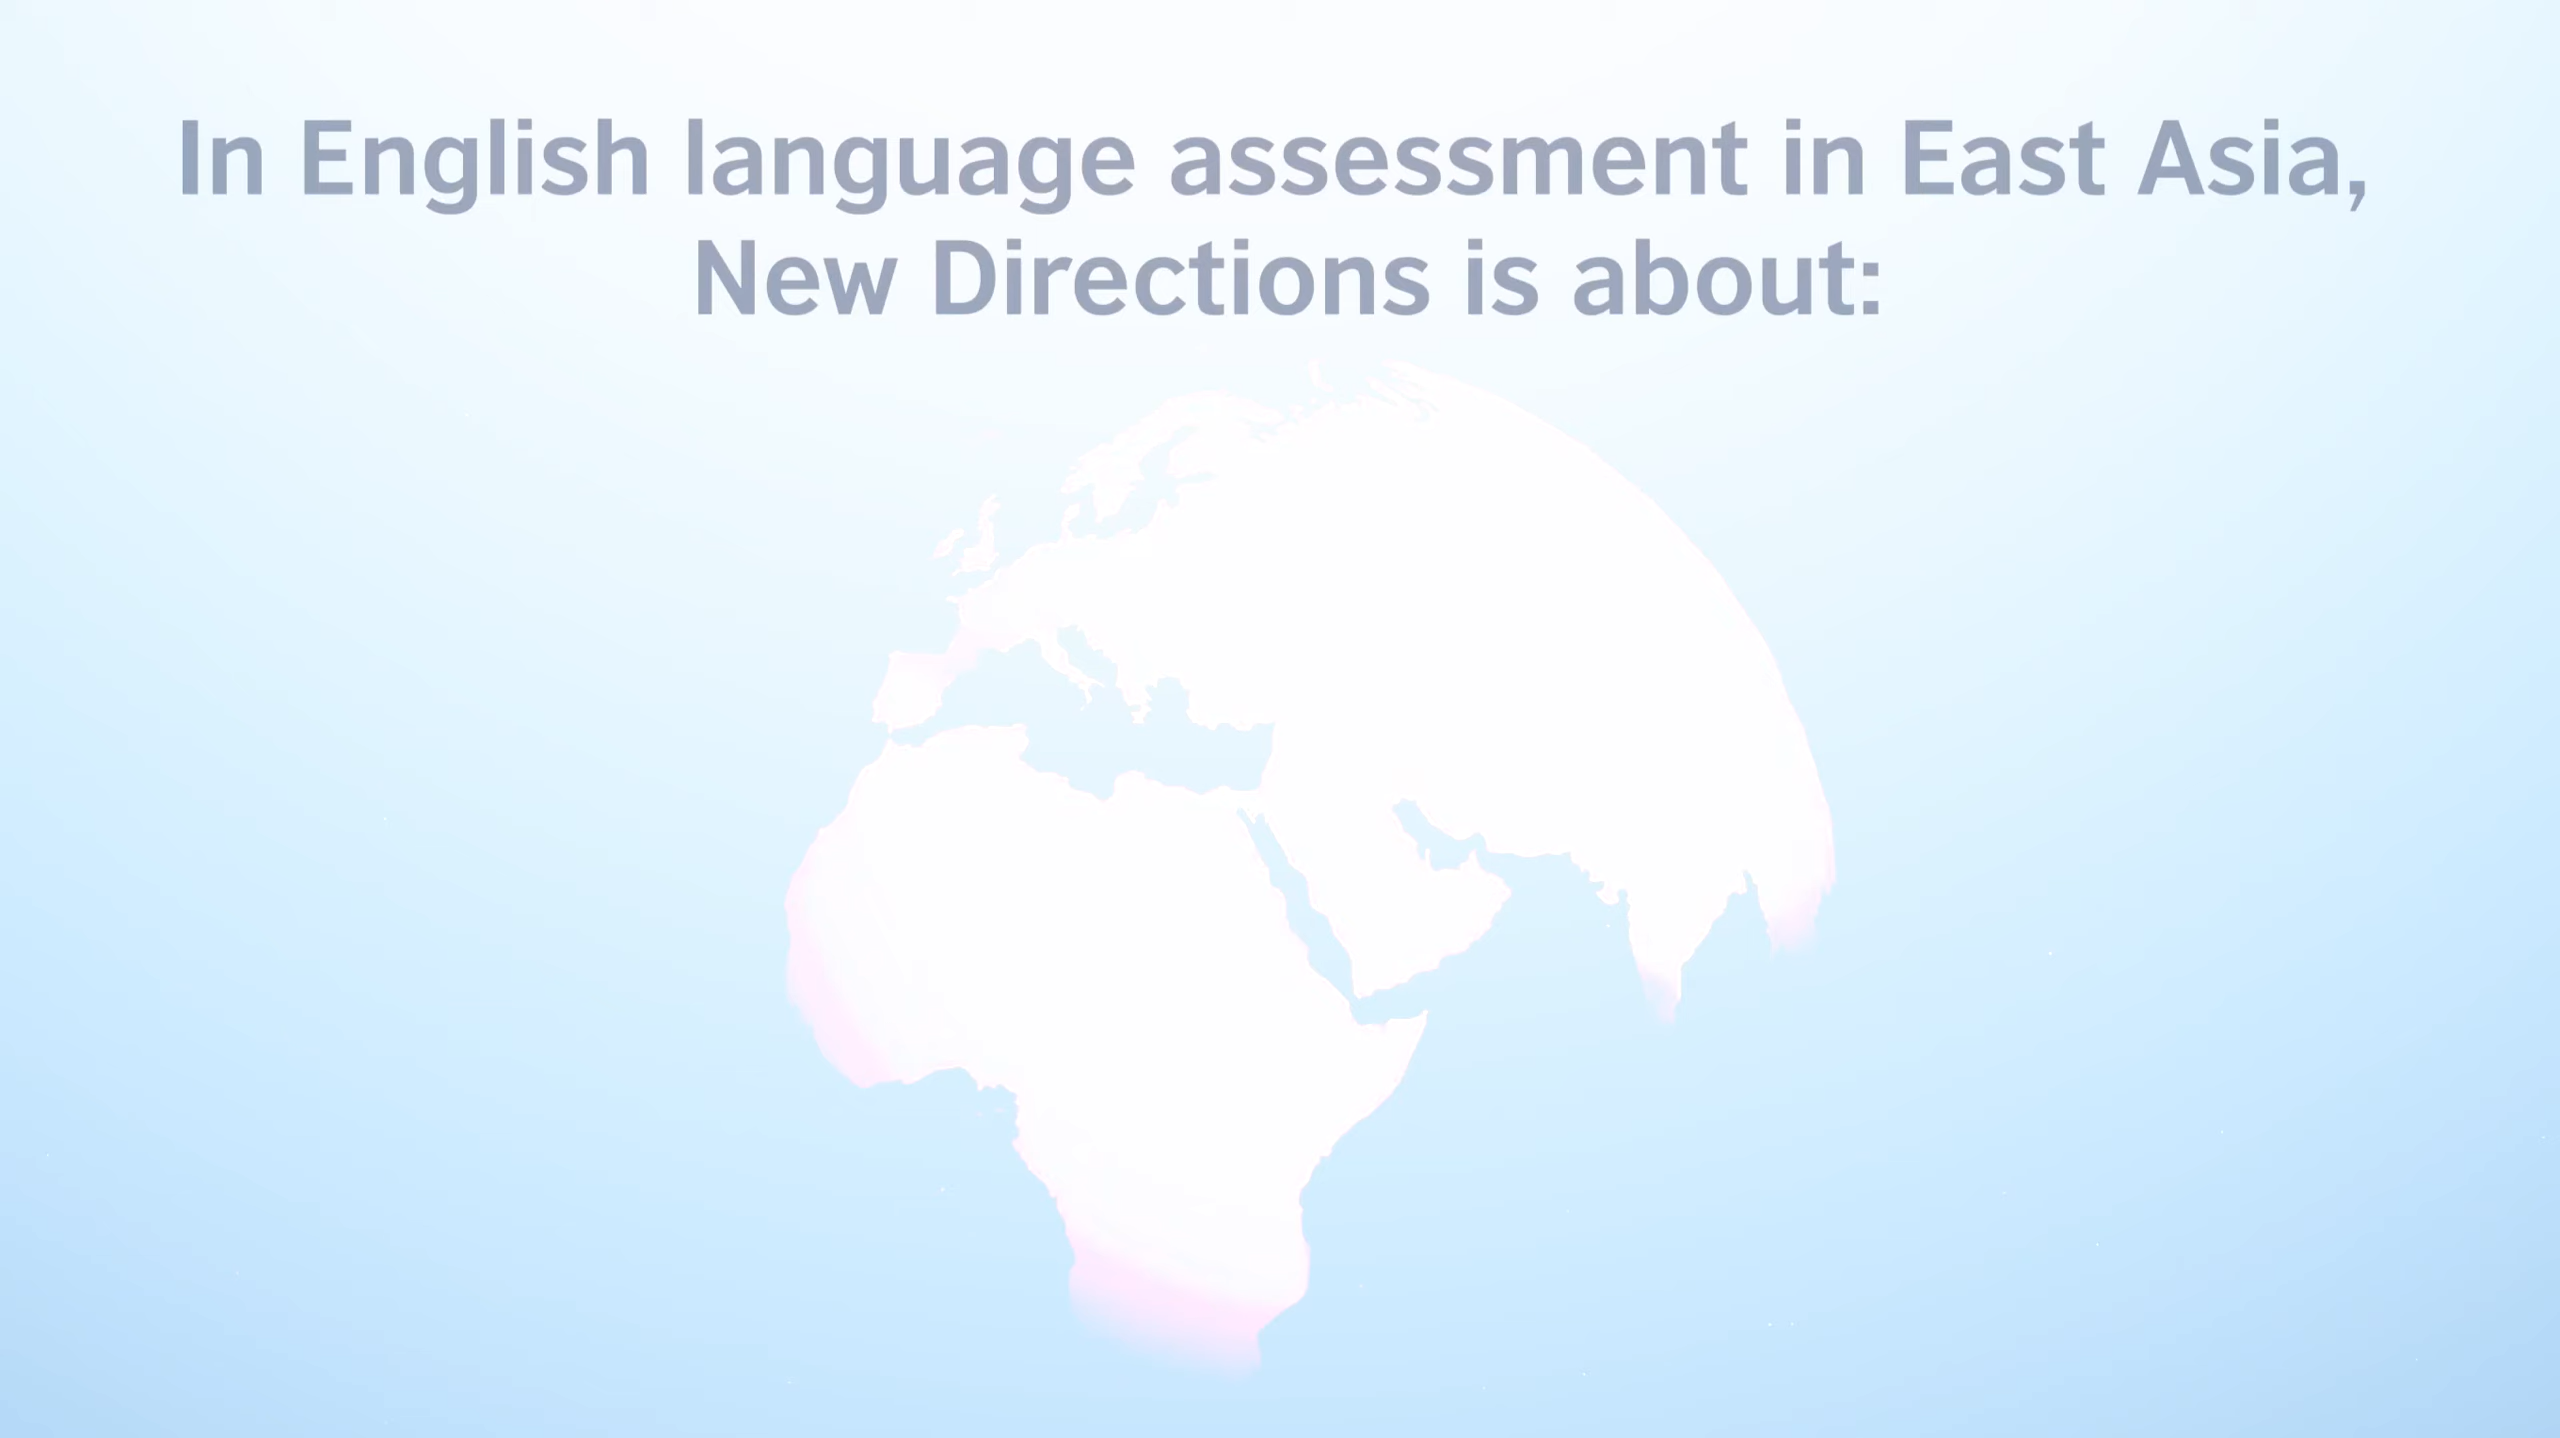 In English language assessment in East Asia,
New Directions is about: